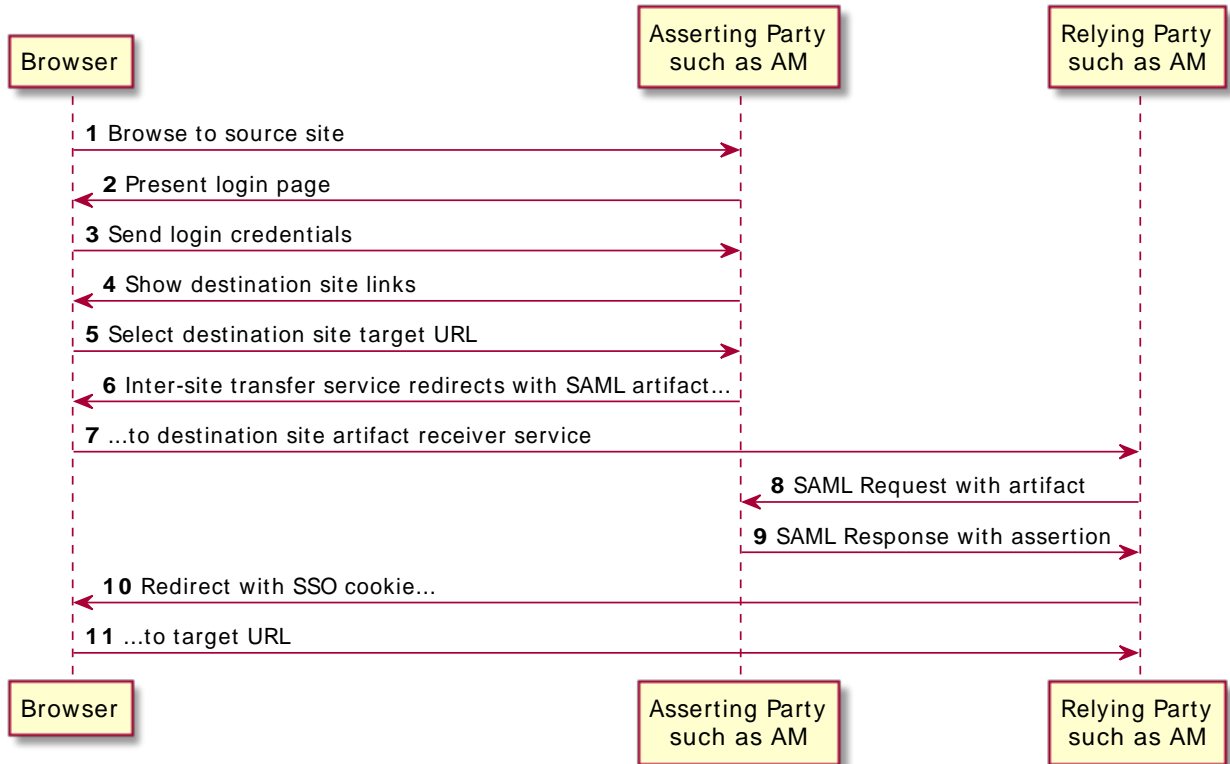 Browser
Asserting Party
such as AM
Relying Party
such as AM
1 Browse to source site
2 Present login page
3 Send login credentials
4 Show destination site links
5 Select destination site target URL
6 Inter-site transfer service redirects with SAML artifact...
7 ...to destination site artifact receiver service
8 SAML Request with artifact
9 SAML Response with assertion
10 Redirect with SSO cookie...
11 ...to target URL
Browser
Asserting Party
such as AM
Relying Party
such as AM